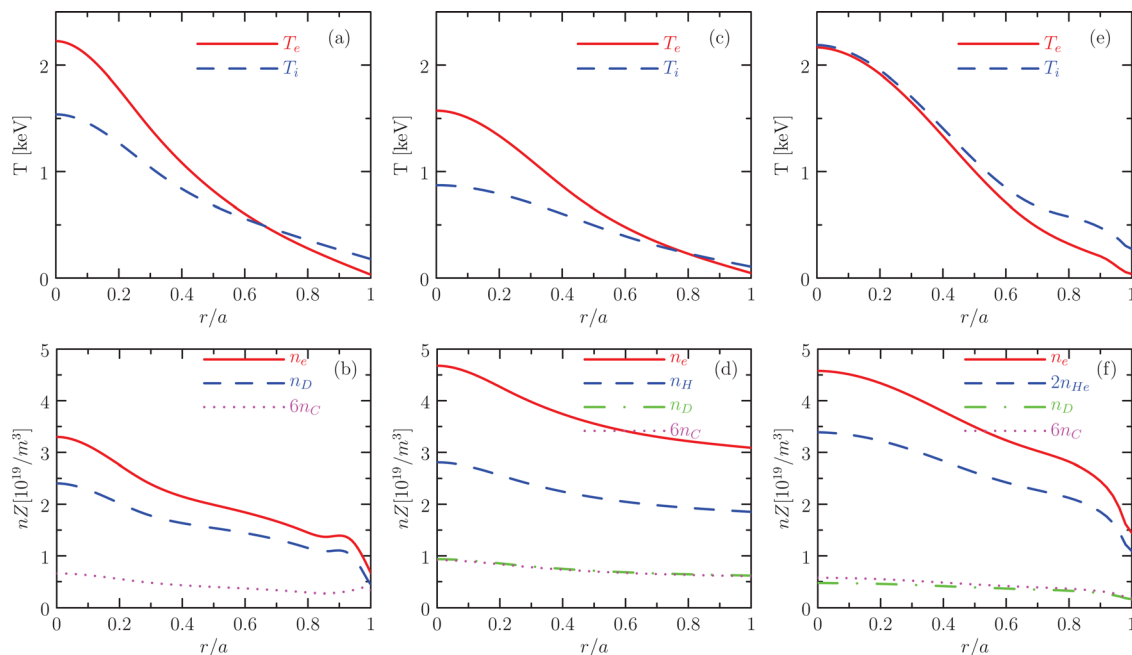 (a)
T_e
T_i
T [keV]
2
1
0
0 0.2 0.4 0.6 0.8 1
r/a
(c)
T_e
T_i
T [keV]
2
1
0
0 0.2 0.4 0.6 0.8 1
r/a
(e)
T_e
T_i
T [keV]
2
1
0
0 0.2 0.4 0.6 0.8 1
r/a
(b)
n_e
n_D
6n_C
nZ[10^19/m^3]
5
4
3
2
1
0
0 0.2 0.4 0.6 0.8 1
r/a
(d)
n_e
n_H
n_D
6n_C
nZ[10^19/m^3]
5
4
3
2
1
0
0 0.2 0.4 0.6 0.8 1
r/a
(f)
n_e
2n_He
n_D
6n_C
nZ[10^19/m^3]
5
4
3
2
1
0
0 0.2 0.4 0.6 0.8 1
r/a